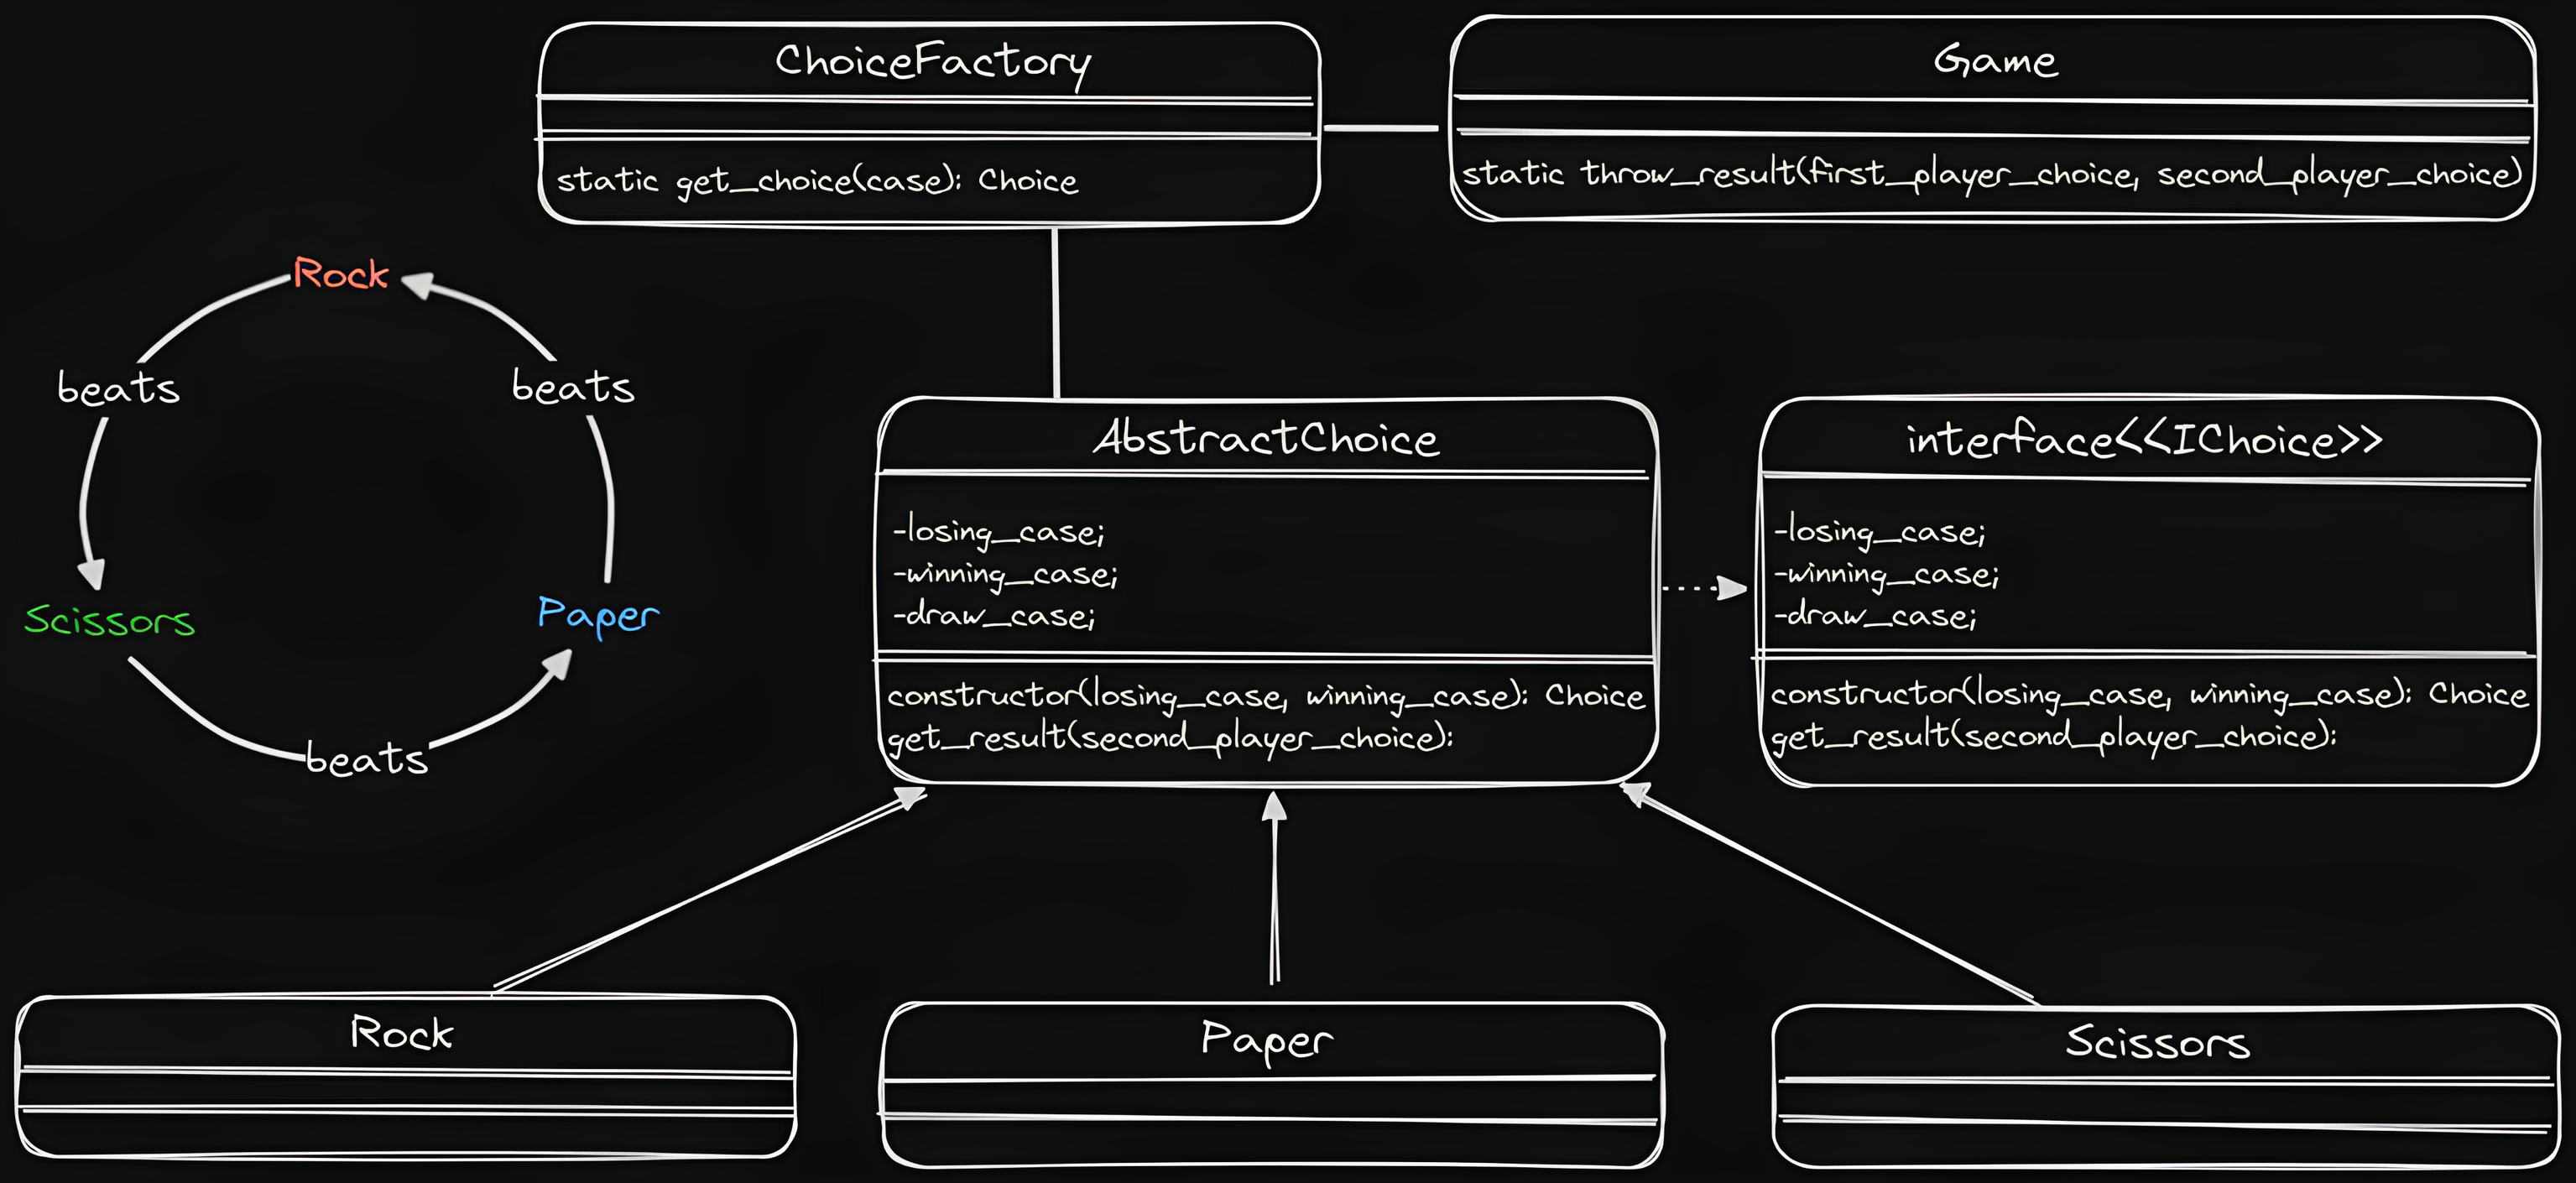 ChoiceFactory
static get_choice(case): Choice
Game
static throw_result(first_player_choice, second_player_choice)
Rock
beats
beats
Scissors
Paper
beats
AbstractChoice
-losing_case;
-winning_case;
-draw_case;
constructor(losing_case, winning_case): Choice
get_result(second_player_choice):
interface<<IChoice>>
-losing_case;
-winning_case;
-draw_case;
constructor(losing_case, winning_case): Choice
get_result(second_player_choice):
Rock
Paper
Scissors